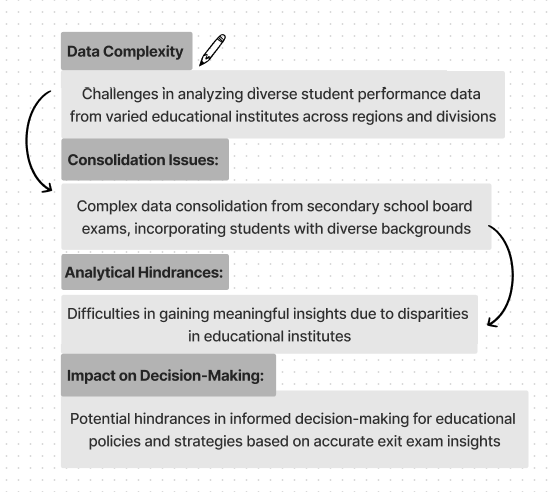 Data Complexity
Challenges in analyzing diverse student performance data
from varied educational institutes across regions and divisions
Consolidation Issues:
Complex data consolidation from secondary school board
exams, incorporating students with diverse backgrounds
Analytical Hindrances:
Difficulties in gaining meaningful insights due to disparities
in educational institutes
Impact on Decision-Making:
Potential hindrances in informed decision-making for educational
policies and strategies based on accurate exit exam insights